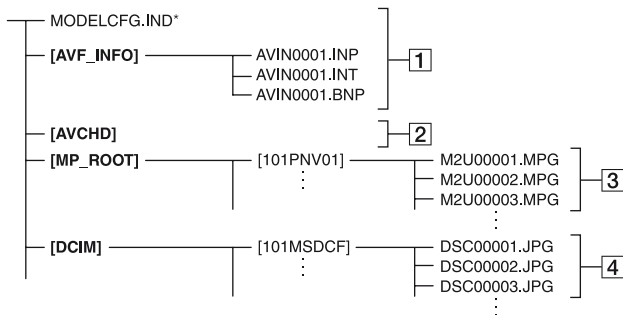 MODELCFG.IND*
[AVF_INFO] AVIN0001.INP
AVIN0001.INT
AVIN0001.BNP
1
[AVCHD] 2
[MP_ROOT] [101PNV01] M2U00001.MPG
M2U00002.MPG
M2U00003.MPG
3
[DCIM] [101MSDCF] DSC00001.JPG
DSC00002.JPG
DSC00003.JPG
4